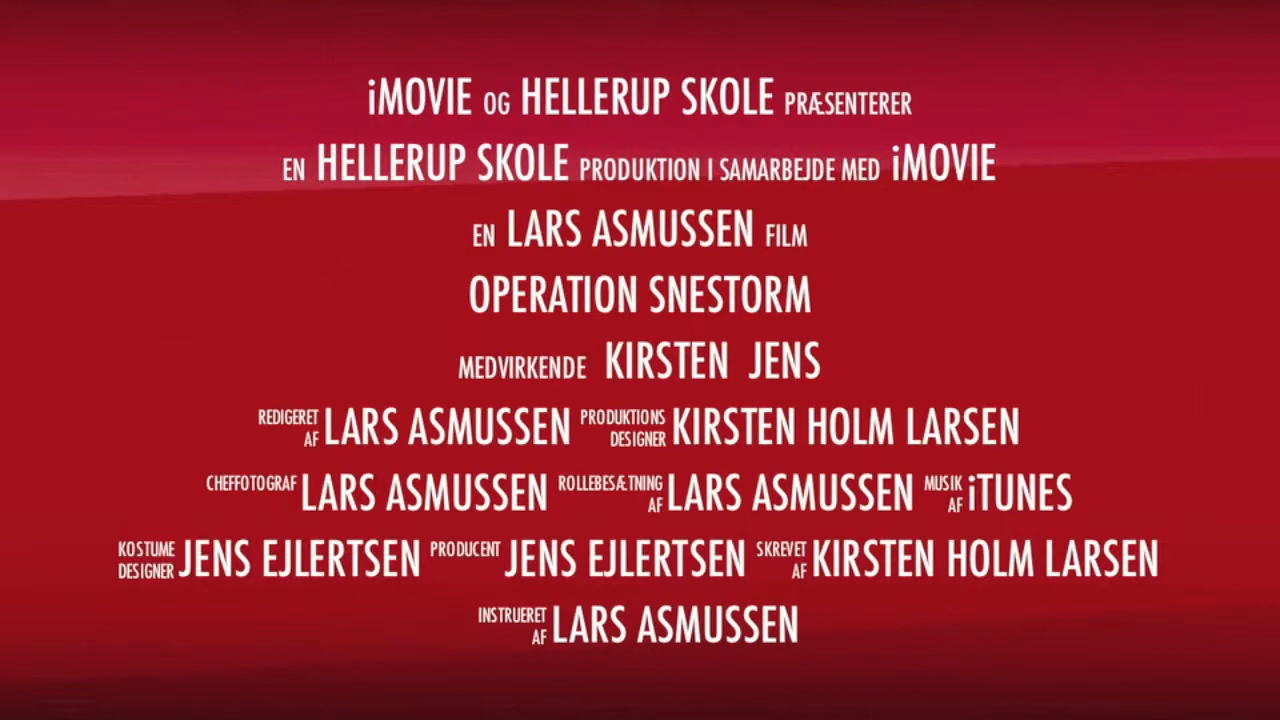 iMOVIE OG HELLERUP SKOLE PRÆSENTERER
EN HELLERUP SKOLE PRODUKTION I SAMARBEJDE MED iMOVIE
EN LARS ASMUSSEN FILM
OPERATION SNESTORM
MEDVIRKENDE KIRSTEN JENS
REDIGERET AF LARS ASMUSSEN PRODUKTIONS DESIGNER KIRSTEN HOLM LARSEN
CHEFFOTOGRAF LARS ASMUSSEN ROLLEBESÆTNING AF LARS ASMUSSEN MUSIK AF iTUNES
KOSTUME DESIGNER JENS EJLERTSEN PRODUCENT JENS EJLERTSEN SKREVET AF KIRSTEN HOLM LARSEN
INSTRUERET AF LARS ASMUSSEN